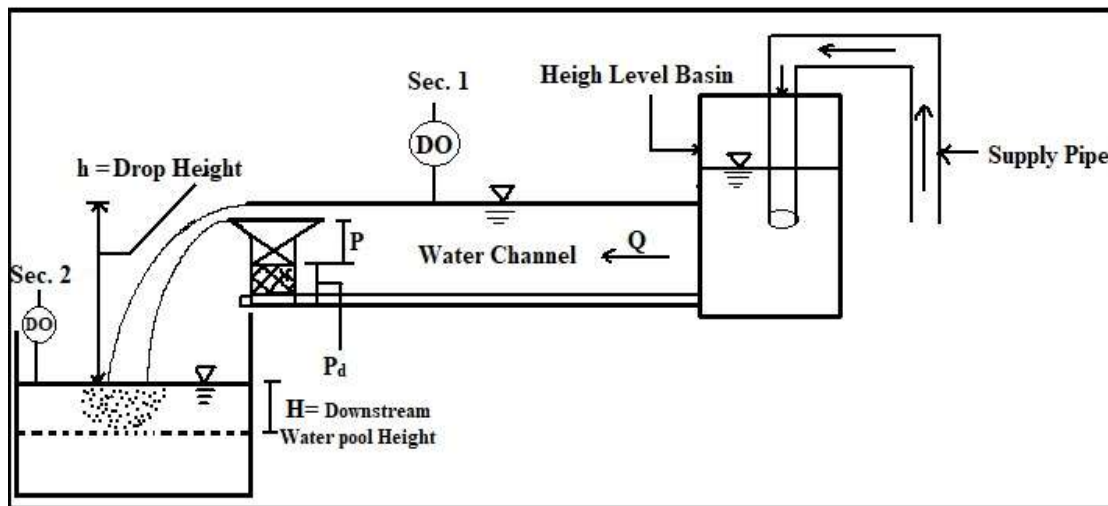 Sec. 1
Heigh Level Basin
DO
h = Drop Height
Supply Pipe
P
Water Channel
Q
Sec. 2
DO
Pd
H= Downstream
Water pool Height